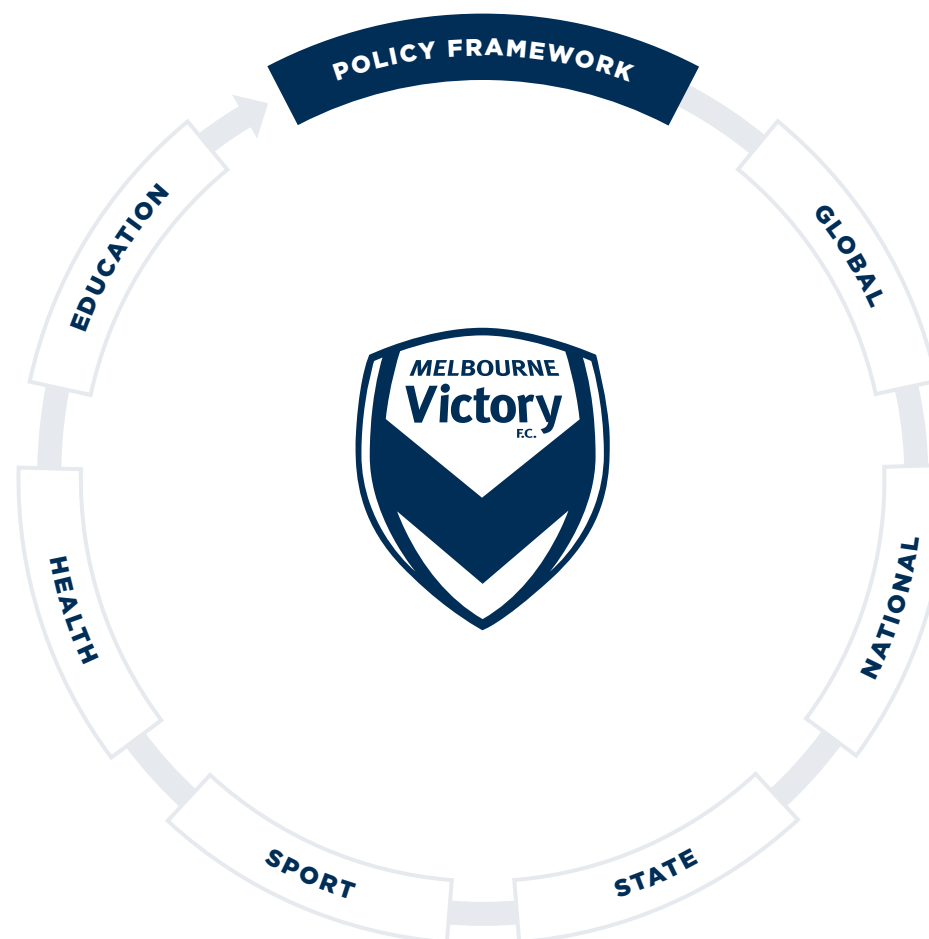 POLICY FRAMEWORK
GLOBAL
NATIONAL
STATE
SPORT
HEALTH
EDUCATION
MELBOURNE
Victory
F.C.